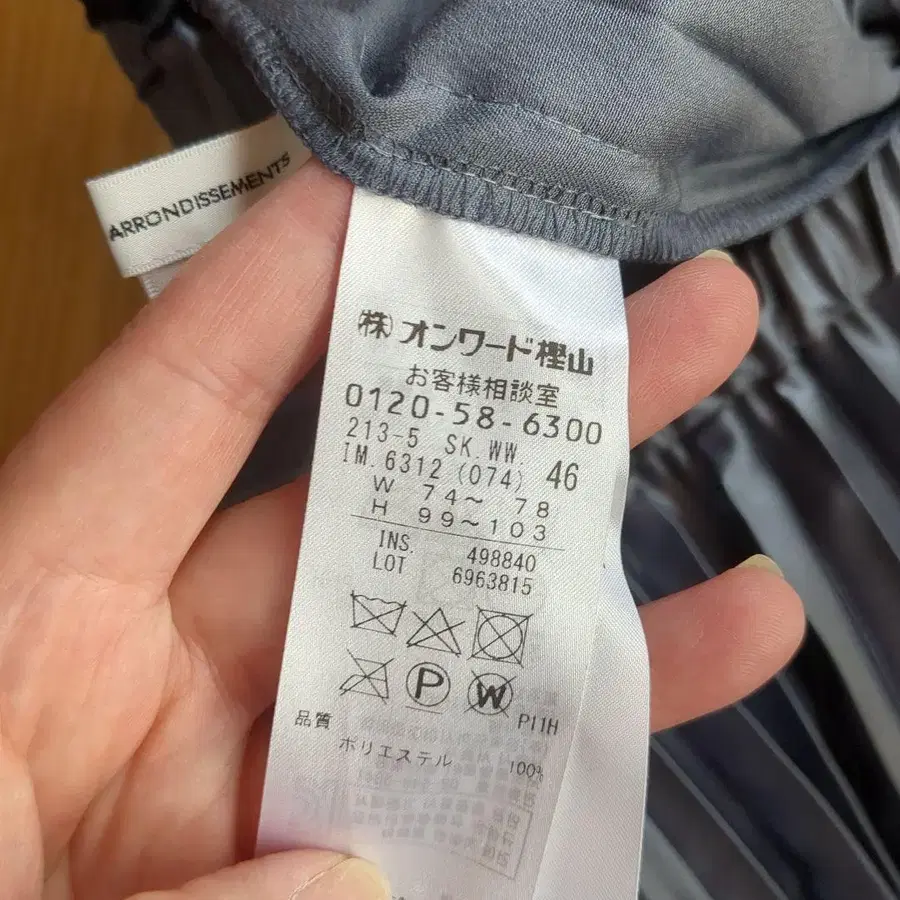 ARRONDISSEMENTS
(株)オンワード樫山
お客様相談室
0120-58-6300
213-5 SK.WW. 46
IM.6312 (074)
W 74～ 78
H 99～103
INS. 498840
LOT 6963815
P
W
P11H
品質
ポリエステル 100%